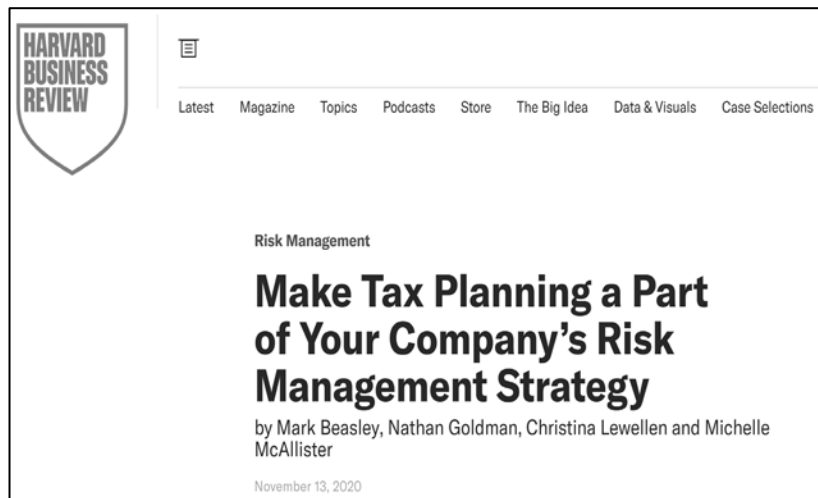 HARVARD
BUSINESS
REVIEW
Latest Magazine Topics Podcasts Store The Big Idea Data & Visuals Case Selections
Risk Management
Make Tax Planning a Part
of Your Company's Risk
Management Strategy
by Mark Beasley, Nathan Goldman, Christina Lewellen and Michelle
McAllister
November 13, 2020